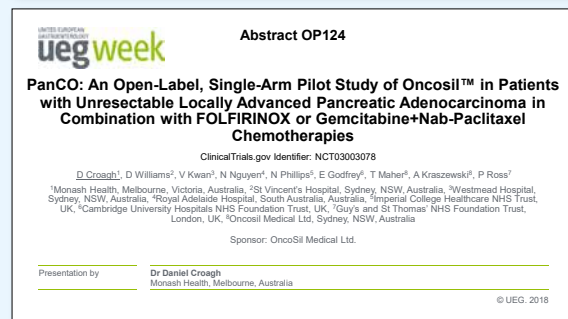 UNITED EUROPEAN
GASTROENTEROLOGY
ueg week
Abstract OP124
PanCO: An Open-Label, Single-Arm Pilot Study of Oncosil™ in Patients
with Unresectable Locally Advanced Pancreatic Adenocarcinoma in
Combination with FOLFIRINOX or Gemcitabine+Nab-Paclitaxel
Chemotherapies
ClinicalTrials.gov Identifier: NCT03003078
D Croagh¹, D Williams², V Kwan³, N Nguyen⁴, N Phillips⁵, E Godfrey⁶, T Maher⁸, A Kraszewski⁸, P Ross⁷
¹Monash Health, Melbourne, Victoria, Australia, ²St Vincent's Hospital, Sydney, NSW, Australia, ³Westmead Hospital,
Sydney, NSW, Australia, ⁴Royal Adelaide Hospital, South Australia, Australia, ⁵Imperial College Healthcare NHS Trust,
UK, ⁶Cambridge University Hospitals NHS Foundation Trust, UK, ⁷Guy's and St Thomas' NHS Foundation Trust,
London, UK, ⁸Oncosil Medical Ltd, Sydney, NSW, Australia
Sponsor: OncoSil Medical Ltd.
Presentation by
Dr Daniel Croagh
Monash Health, Melbourne, Australia
© UEG. 2018